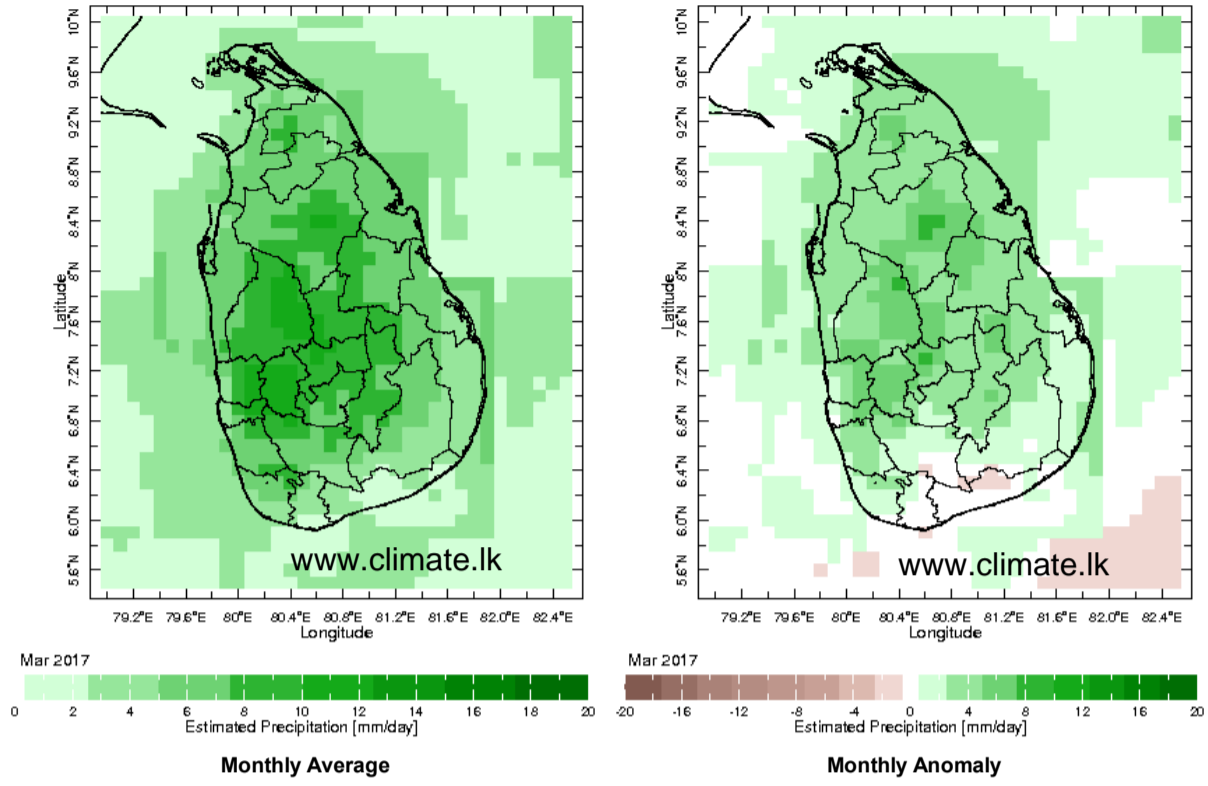 10°N 9.6°N 9.2°N 8.8°N 8.4°N 8°N 7.6°N 7.2°N 6.8°N 6.4°N 6.0°N 5.6°N
Latitude
www.climate.lk
79.2°E 79.6°E 80°E 80.4°E 80.8°E 81.2°E 81.6°E 82.0°E 82.4°E
Longitude
Mar 2017
0 2 4 6 8 10 12 14 16 18 20
Estimated Precipitation [mm/day]
Monthly Average
10°N 9.6°N 9.2°N 8.8°N 8.4°N 8°N 7.6°N 7.2°N 6.8°N 6.4°N 6.0°N 5.6°N
Latitude
www.climate.lk
79.2°E 79.6°E 80°E 80.4°E 80.8°E 81.2°E 81.6°E 82.0°E 82.4°E
Longitude
Mar 2017
-20 -16 -12 -8 -4 0 4 8 12 16 20
Estimated Precipitation [mm/day]
Monthly Anomaly